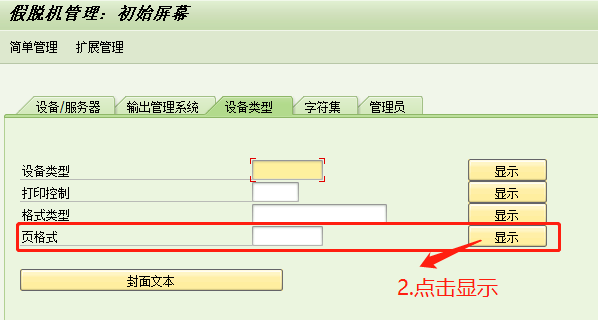 假脱机管理：初始屏幕
简单管理 扩展管理
设备/服务器 输出管理系统 设备类型 字符集 管理员
设备类型 显示
打印控制 显示
格式类型 显示
页格式 显示
封面文本
2.点击显示